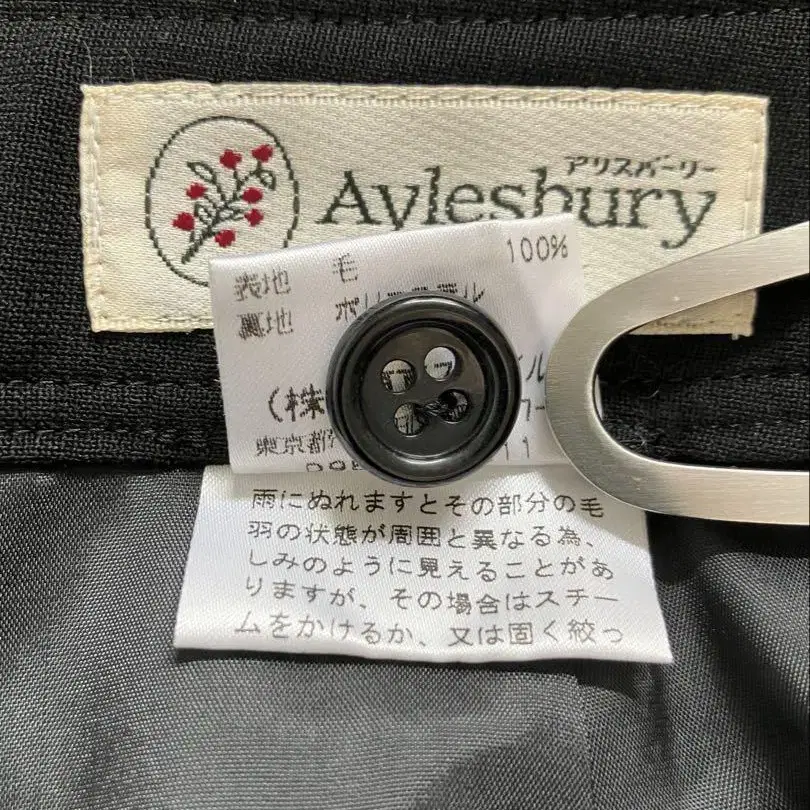 アリスバーリー
Aylesbury
表地 毛 100%
裏地
(株
東京都
雨にぬれますとその部分の毛
羽の状態が周囲と異なる為、
しみのように見えることがあ
りますが、その場合はスチー
ムをかけるか、又は固く絞っ